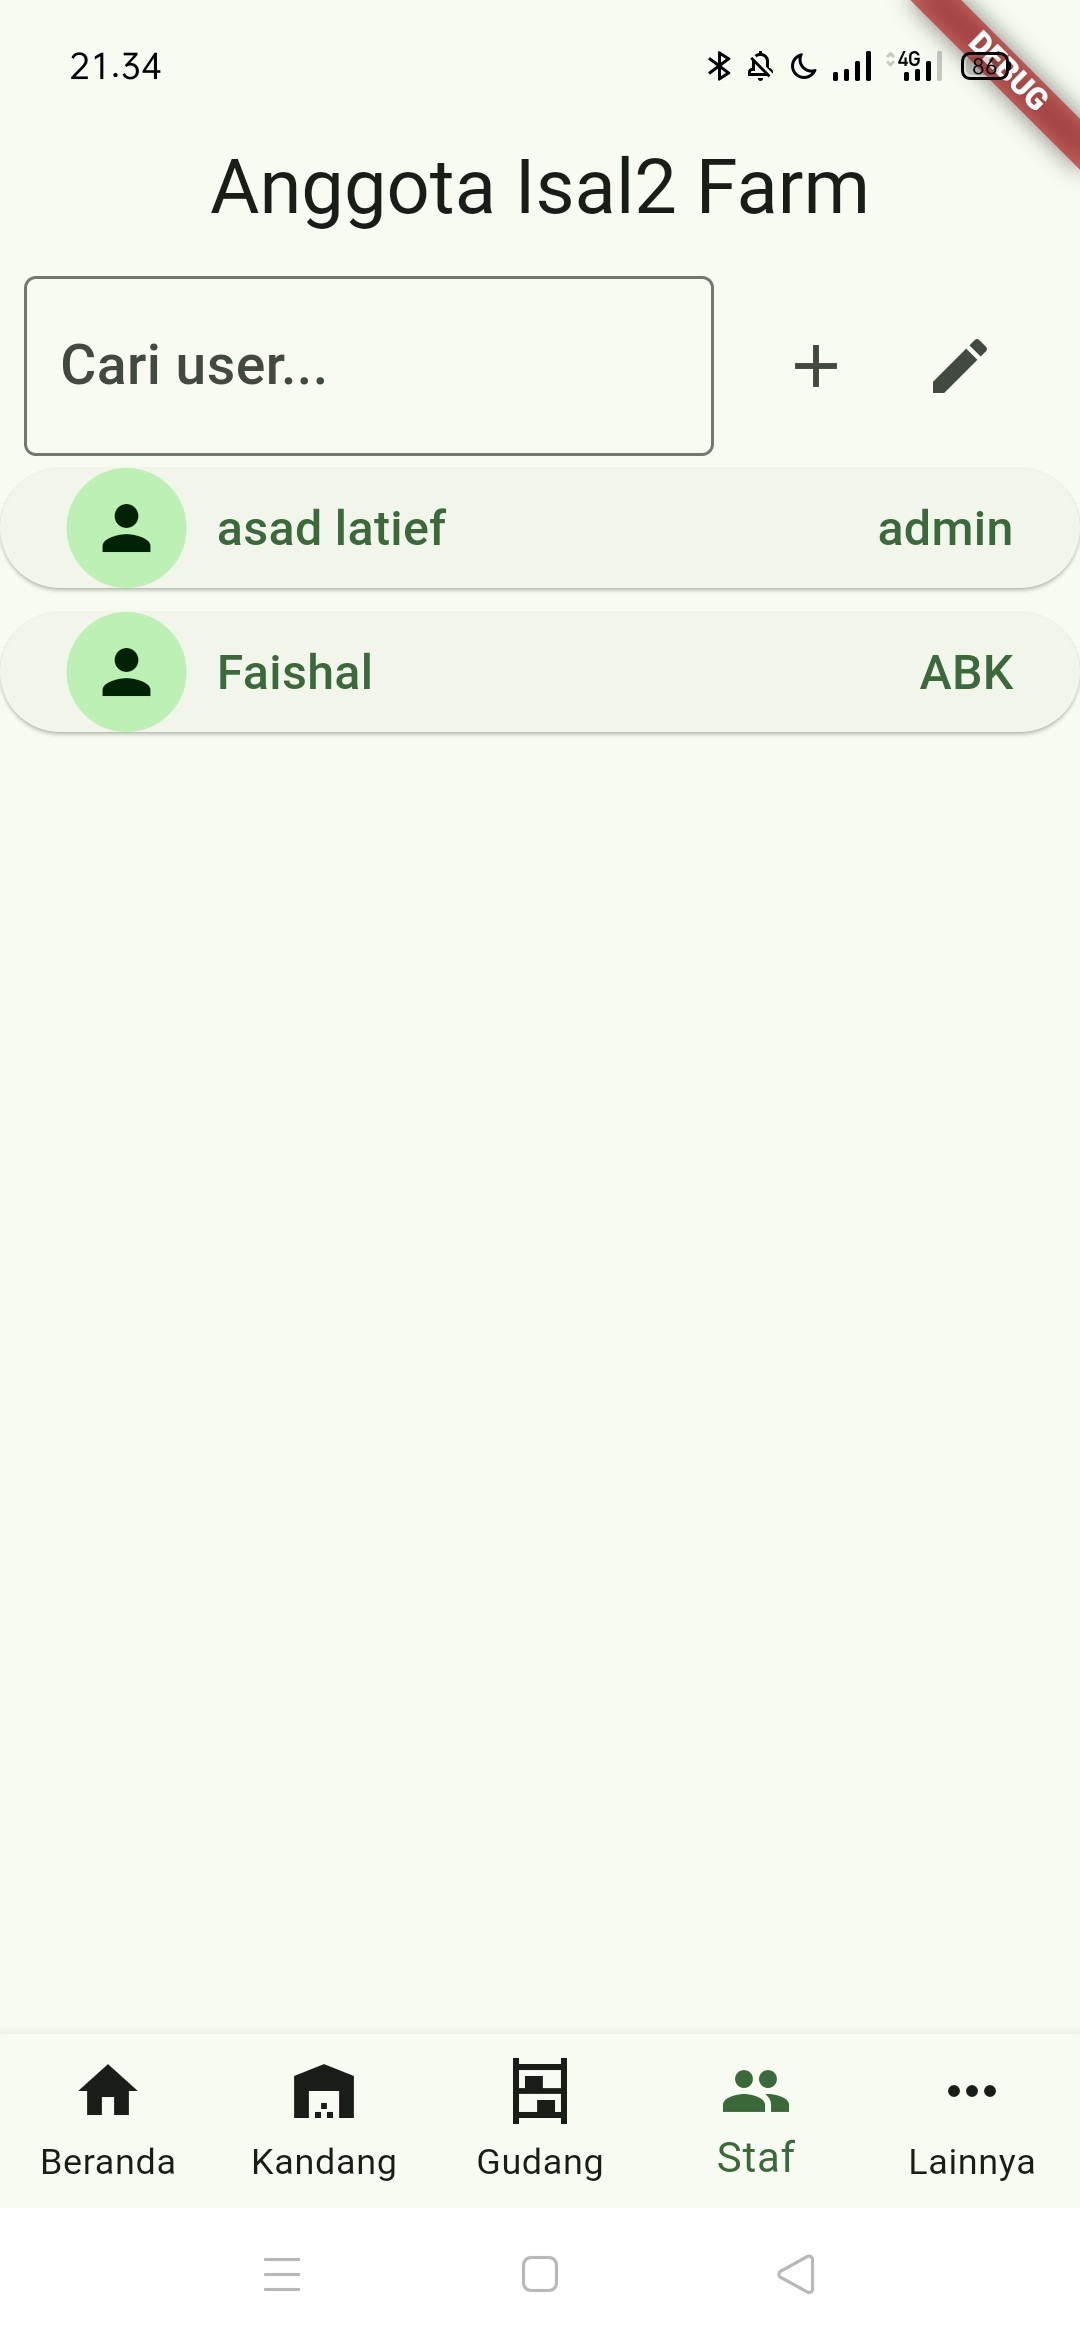 21.34
4G
86
DEBUG
Anggota Isal2 Farm
Cari user...
asad latief admin
Faishal ABK
Beranda Kandang Gudang Staf Lainnya